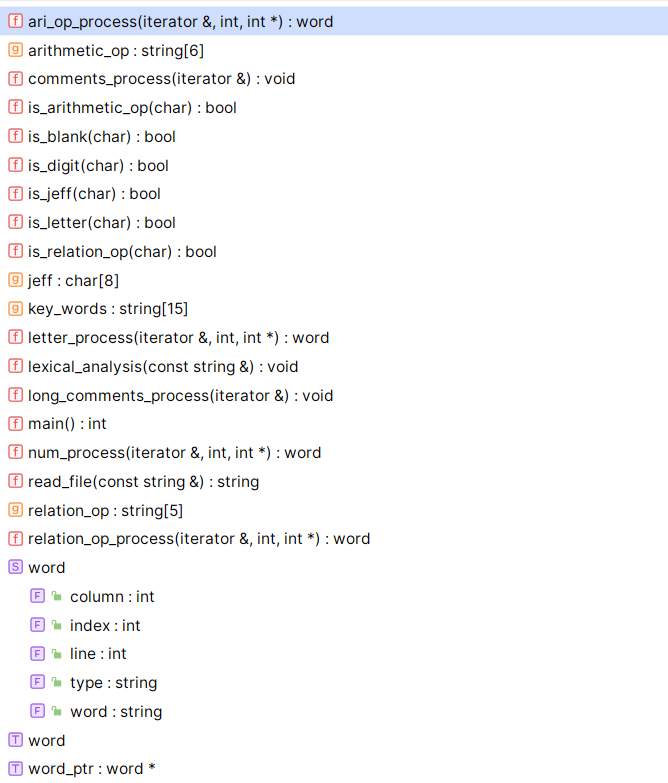 f ari_op_process(iterator &, int, int *) : word
g arithmetic_op : string[6]
f comments_process(iterator &) : void
f is_arithmetic_op(char) : bool
f is_blank(char) : bool
f is_digit(char) : bool
f is_jeff(char) : bool
f is_letter(char) : bool
f is_relation_op(char) : bool
g jeff : char[8]
g key_words : string[15]
f letter_process(iterator &, int, int *) : word
f lexical_analysis(const string &) : void
f long_comments_process(iterator &) : void
f main() : int
f num_process(iterator &, int, int *) : word
f read_file(const string &) : string
g relation_op : string[5]
f relation_op_process(iterator &, int, int *) : word
S word
F column : int
F index : int
F line : int
F type : string
F word : string
T word
T word_ptr : word *